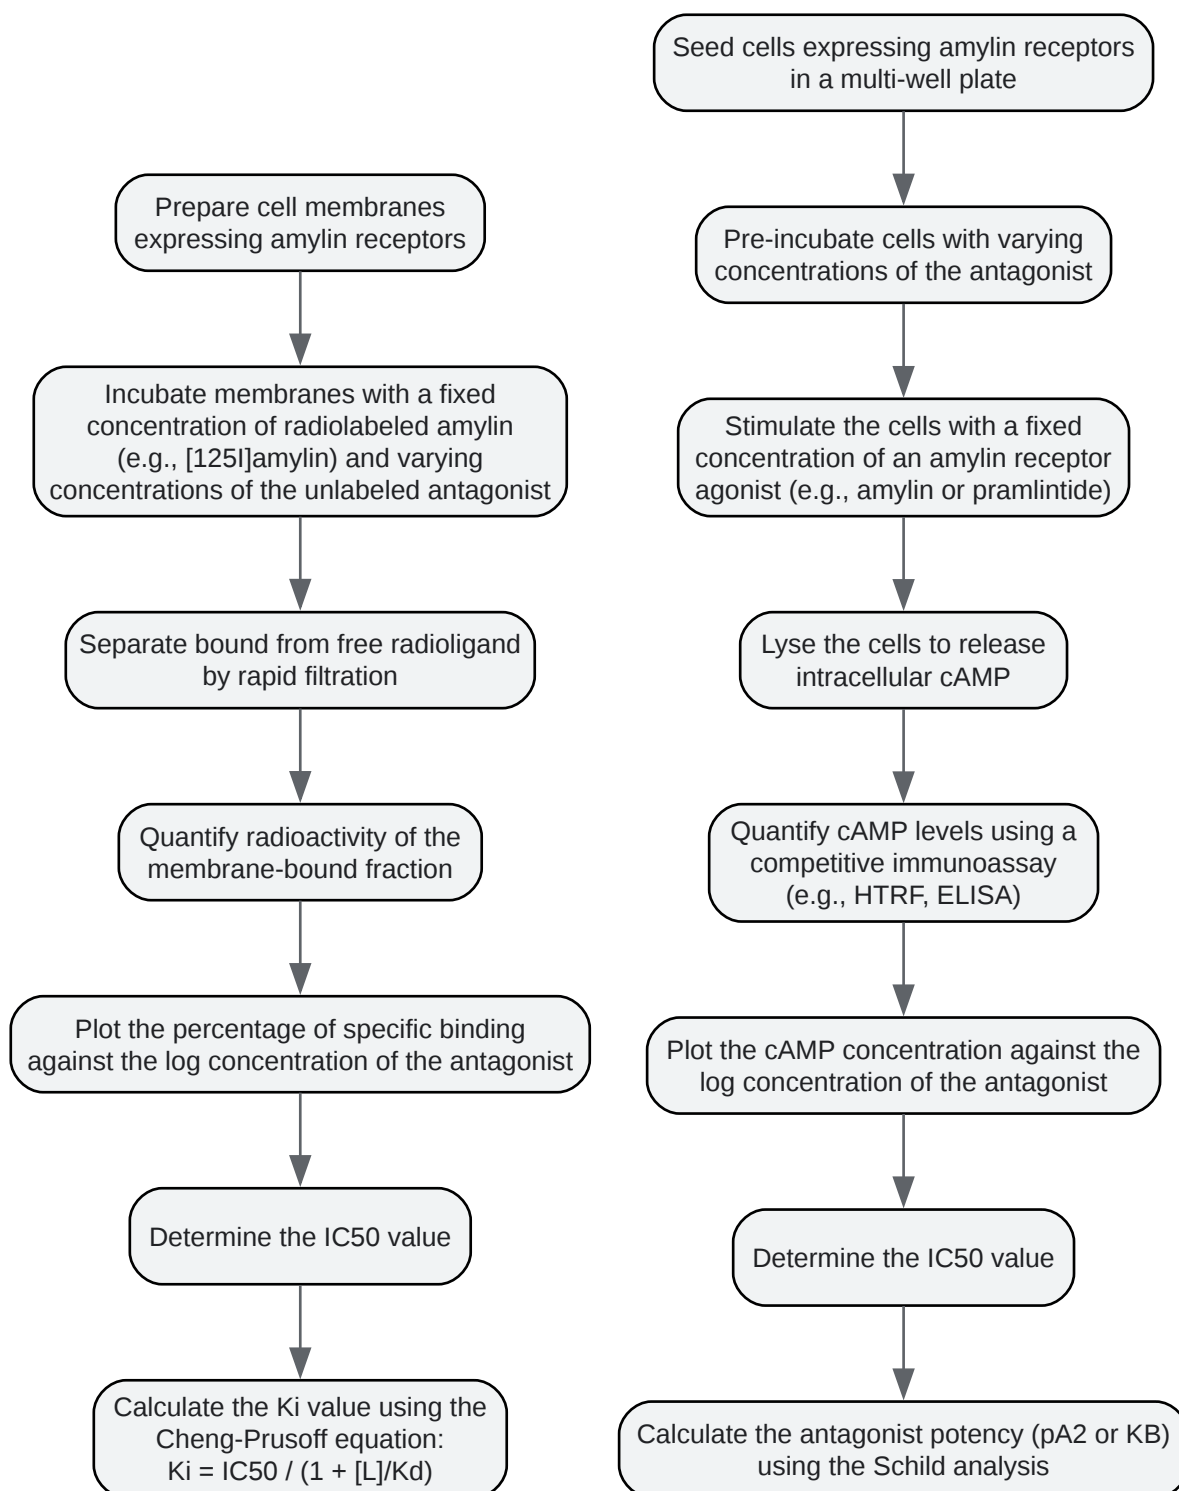 Prepare cell membranes
expressing amylin receptors
Incubate membranes with a fixed
concentration of radiolabeled amylin
(e.g., [125I]amylin) and varying
concentrations of the unlabeled antagonist
Separate bound from free radioligand
by rapid filtration
Quantify radioactivity of the
membrane-bound fraction
Plot the percentage of specific binding
against the log concentration of the antagonist
Determine the IC50 value
Calculate the Ki value using the
Cheng-Prusoff equation:
Ki = IC50 / (1 + [L]/Kd)
Seed cells expressing amylin receptors
in a multi-well plate
Pre-incubate cells with varying
concentrations of the antagonist
Stimulate the cells with a fixed
concentration of an amylin receptor
agonist (e.g., amylin or pramlintide)
Lyse the cells to release
intracellular cAMP
Quantify cAMP levels using a
competitive immunoassay
(e.g., HTRF, ELISA)
Plot the cAMP concentration against the
log concentration of the antagonist
Determine the IC50 value
Calculate the antagonist potency (pA2 or KB)
using the Schild analysis